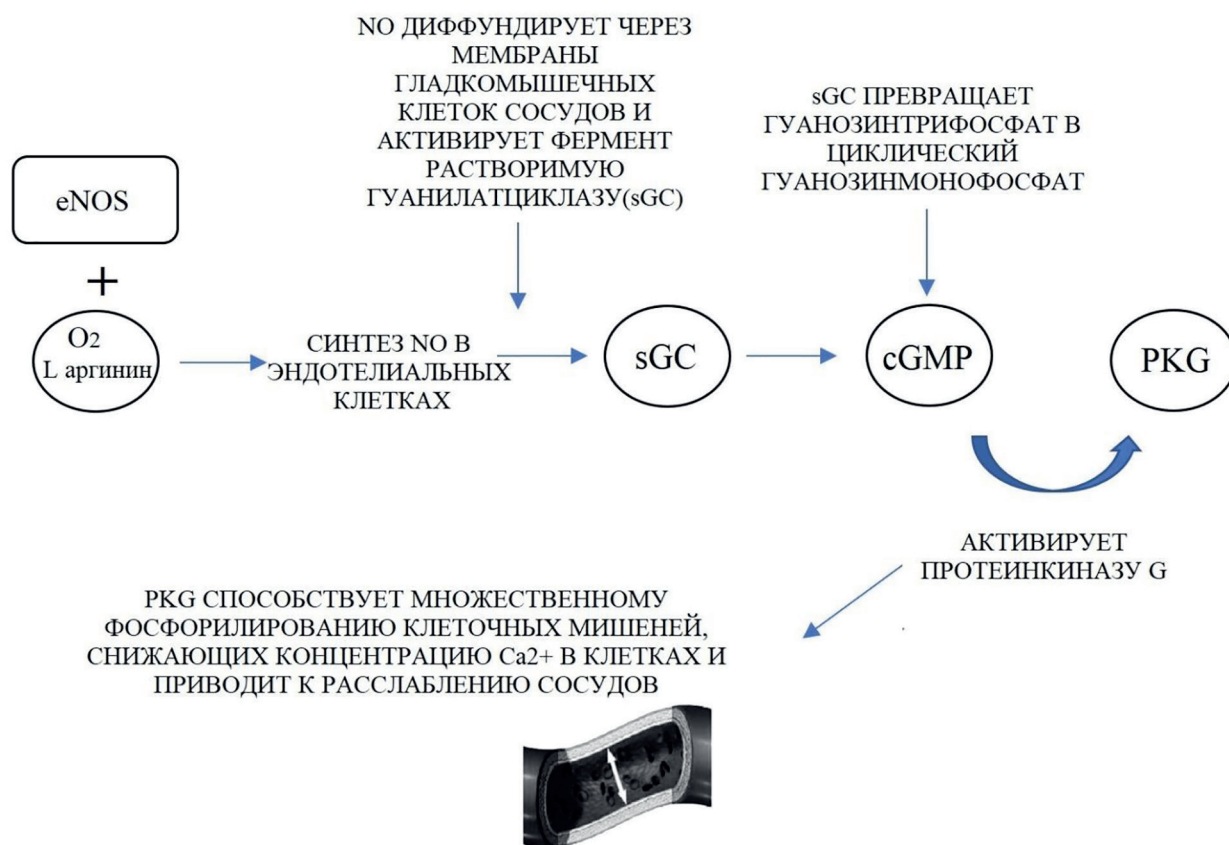 NO ДИФФУНДИРУЕТ ЧЕРЕЗ
МЕМБРАНЫ
ГЛАДКОМЫШЕЧНЫХ
КЛЕТОК СОСУДОВ И
АКТИВИРУЕТ ФЕРМЕНТ
РАСТВОРИМУЮ
ГУАНИЛАТЦИКЛАЗУ(sGC)
sGC ПРЕВРАЩАЕТ
ГУАНОЗИНТРИФОСФАТ В
ЦИКЛИЧЕСКИЙ
ГУАНОЗИНМОНОФОСФАТ
eNOS
+
O2
L аргинин
СИНТЕЗ NO В
ЭНДОТЕЛИАЛЬНЫХ
КЛЕТКАХ
sGC
cGMP
PKG
АКТИВИРУЕТ
ПРОТЕИНКИНАЗУ G
PKG СПОСОБСТВУЕТ МНОЖЕСТВЕННОМУ
ФОСФОРИЛИРОВАНИЮ КЛЕТОЧНЫХ МИШЕНЕЙ,
СНИЖАЮЩИХ КОНЦЕНТРАЦИЮ Ca2+ В КЛЕТКАХ И
ПРИВОДИТ К РАССЛАБЛЕНИЮ СОСУДОВ